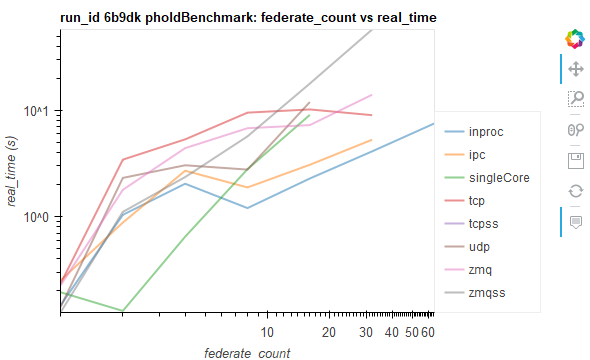 run_id 6b9dk pholdBenchmark: federate_count vs real_time
10^1
10^0
real_time (s)
10
20
30
40
50
60
federate_count
inproc
ipc
singleCore
tcp
tcpss
udp
zmq
zmqss